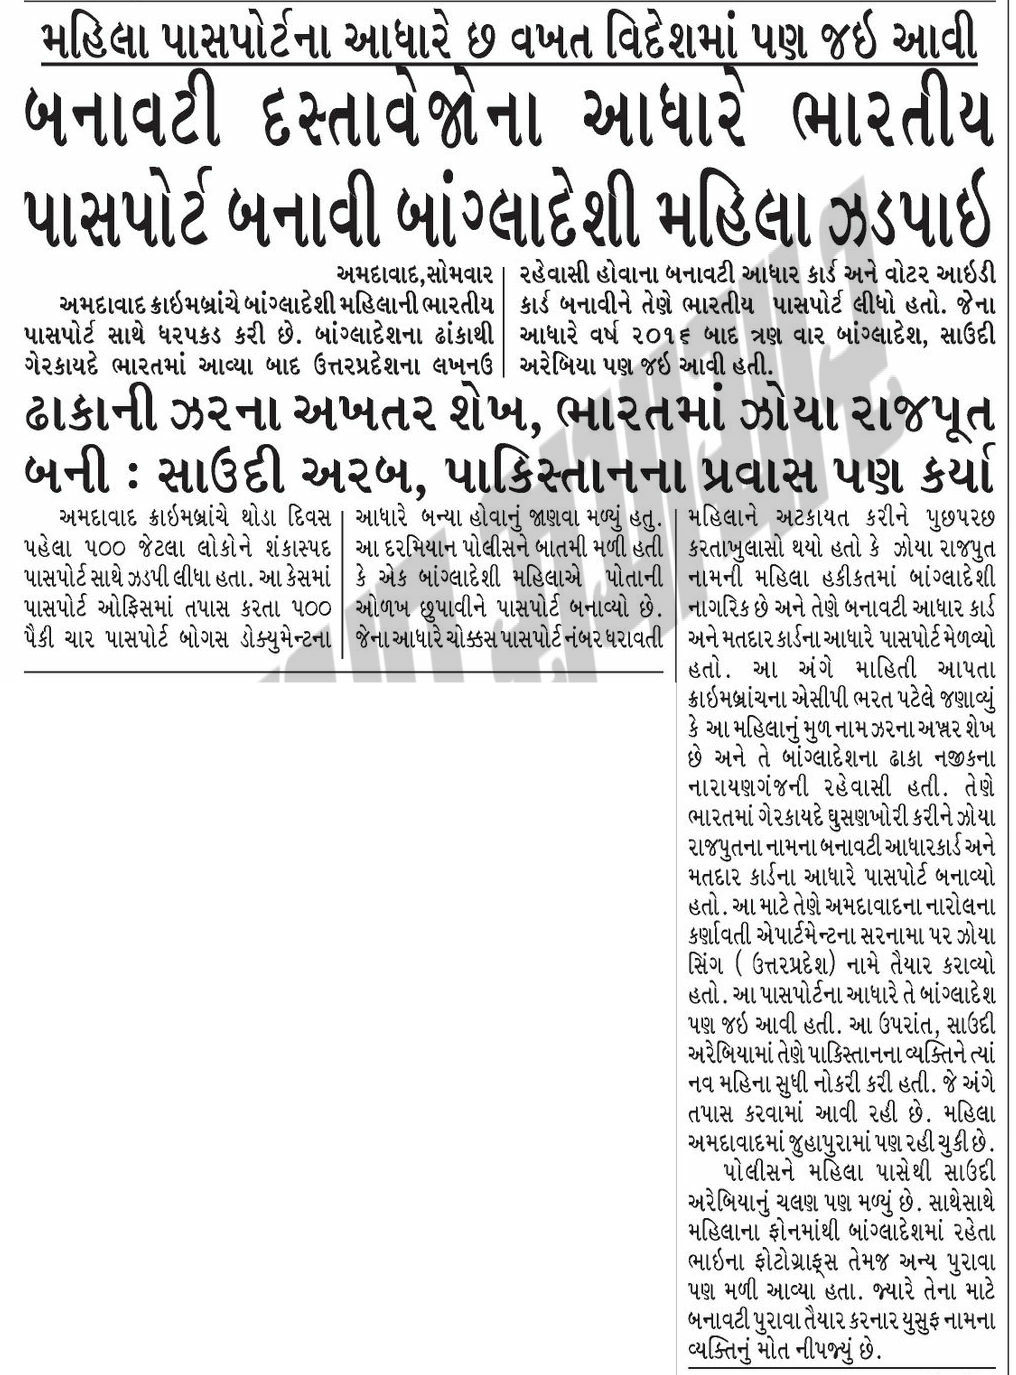 મહિલા પાસપોર્ટના આધારે છ વખત વિદેશમાં પણ જઇ આવી
બનાવટી દસ્તાવેજોના આધારે ભારતીય
પાસપોર્ટ બનાવી બાંગ્લાદેશી મહિલા ઝડપાઇ
અમદાવાદ,સોમવાર
અમદાવાદ ક્રાઇમબ્રાંચે બાંગ્લાદેશી મહિલાની ભારતીય
પાસપોર્ટ સાથે ધરપકડ કરી છે. બાંગ્લાદેશના ઢાંકાથી
ગેરકાયદે ભારતમાં આવ્યા બાદ ઉત્તરપ્રદેશના લખનઉ
રહેવાસી હોવાના બનાવટી આધાર કાર્ડ અને વોટર આઇડી
કાર્ડ બનાવીને તેણે ભારતીય પાસપોર્ટ લીધો હતો. જેના
આધારે વર્ષ ૨૦૧૬ બાદ ત્રણ વાર બાંગ્લાદેશ, સાઉદી
અરેબિયા પણ જઇ આવી હતી.
ઢાકાની ઝરના અખતર શેખ, ભારતમાં ઝોયા રાજપૂત
બની : સાઉદી અરબ, પાકિસ્તાનના પ્રવાસ પણ કર્યા
અમદાવાદ ક્રાઇમબ્રાંચે થોડા દિવસ
પહેલા ૫૦૦ જેટલા લોકોને શંકાસ્પદ
પાસપોર્ટ સાથે ઝડપી લીધા હતા. આ કેસમાં
પાસપોર્ટ ઓફિસમાં તપાસ કરતા ૫૦૦
પૈકી ચાર પાસપોર્ટ બોગસ ડોક્યુમેન્ટના
આધારે બન્યા હોવાનું જાણવા મળ્યું હતુ.
આ દરમિયાન પોલીસને બાતમી મળી હતી
કે એક બાંગ્લાદેશી મહિલાએ પોતાની
ઓળખ છુપાવીને પાસપોર્ટ બનાવ્યો છે.
જેના આધારે ચોક્કસ પાસપોર્ટ નંબર ધરાવતી
મહિલાને અટકાયત કરીને પુછપરછ
કરતાખુલાસો થયો હતો કે ઝોયા રાજપુત
નામની મહિલા હકીકતમાં બાંગ્લાદેશી
નાગરિક છે અને તેણે બનાવટી આધાર કાર્ડ
અને મતદાર કાર્ડના આધારે પાસપોર્ટ મેળવ્યો
હતો. આ અંગે માહિતી આપતા
ક્રાઇમબ્રાંચના એસીપી ભરત પટેલે જણાવ્યું
કે આ મહિલાનું મુળ નામ ઝરના અખ્તર શેખ
છે અને તે બાંગ્લાદેશના ઢાકા નજીકના
નારાયણગંજની રહેવાસી હતી. તેણે
ભારતમાં ગેરકાયદે ઘુસણખોરી કરીને ઝોયા
રાજપુતના નામના બનાવટી આધારકાર્ડ અને
મતદાર કાર્ડના આધારે પાસપોર્ટ બનાવ્યો
હતો. આ માટે તેણે અમદાવાદના નારોલના
કર્ણાવતી એપાર્ટમેન્ટના સરનામા પર ઝોયા
સિંગ ( ઉત્તરપ્રદેશ) નામે તૈયાર કરાવ્યો
હતો. આ પાસપોર્ટના આધારે તે બાંગ્લાદેશ
પણ જઇ આવી હતી. આ ઉપરાંત, સાઉદી
અરેબિયામાં તેણે પાકિસ્તાનના વ્યક્તિને ત્યાં
નવ મહિના સુધી નોકરી કરી હતી. જે અંગે
તપાસ કરવામાં આવી રહી છે. મહિલા
અમદાવાદમાં જુહાપુરામાં પણ રહી ચુકી છે.
પોલીસને મહિલા પાસેથી સાઉદી
અરેબિયાનું ચલણ પણ મળ્યું છે. સાથેસાથે
મહિલાના ફોનમાંથી બાંગ્લાદેશમાં રહેતા
ભાઇના ફોટોગ્રાફ્સ તેમજ અન્ય પુરાવા
પણ મળી આવ્યા હતા. જ્યારે તેના માટે
બનાવટી પુરાવા તૈયાર કરનાર યુસુફ નામના
વ્યક્તિનું મોત નીપજ્યું છે.